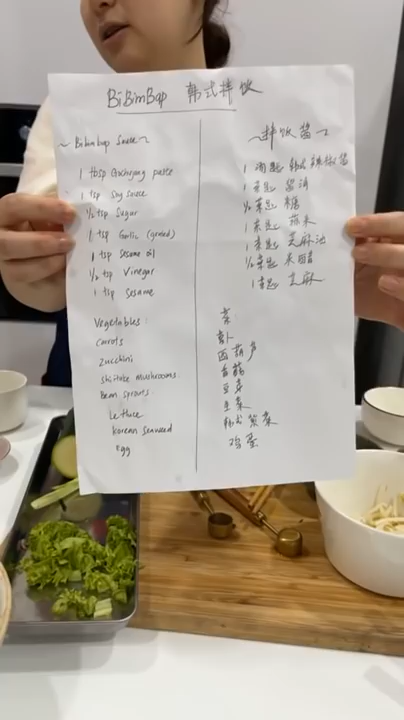 BiBimBap 韩式拌饭
~ Bibimbap Sauce ~
1 tbsp Gochujang paste
1 tsp Soy sauce
1/2 tsp Sugar
1 tsp Garlic (grated)
1 tsp Sesame oil
1/2 tsp Vinegar
1 tsp Sesame
Vegetables:
carrots
zucchini
shiitake mushrooms
Bean sprouts
Lettuce
korean seaweed
egg
~ 拌饭酱 ~
1 汤匙 韩式辣椒酱
1 茶匙 酱油
1/2 茶匙 糖
1 茶匙 蒜末
1 茶匙 芝麻油
1/2 茶匙 米醋
1 茶匙 芝麻
菜
西葫芦
香菇
豆芽
生菜
韩式紫菜
鸡蛋